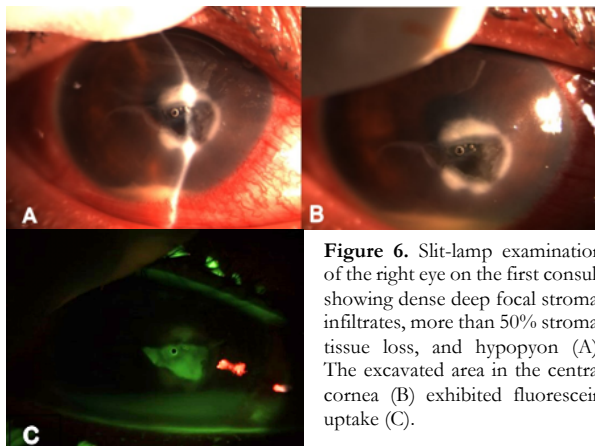 A
B
C
Figure 6. Slit-lamp examination
of the right eye on the first consul
showing dense deep focal stroma
infiltrates, more than 50% stroma
tissue loss, and hypopyon (A)
The excavated area in the centra
cornea (B) exhibited fluorescein
uptake (C).